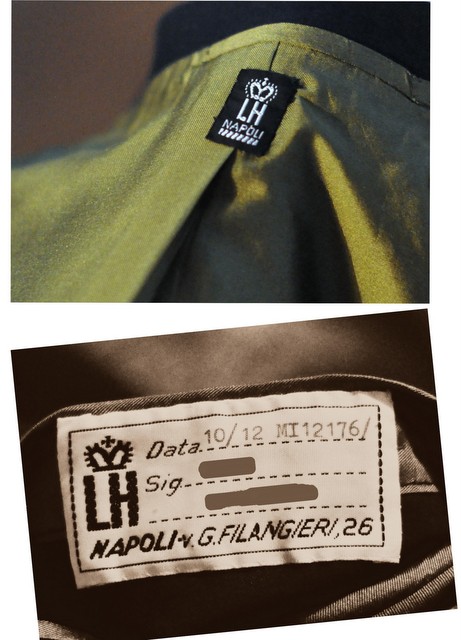 LH
NAPOLI
Data 10/12 MI12176/
Sig.
LH
NAPOLI-v.G.FILANGIERI,26